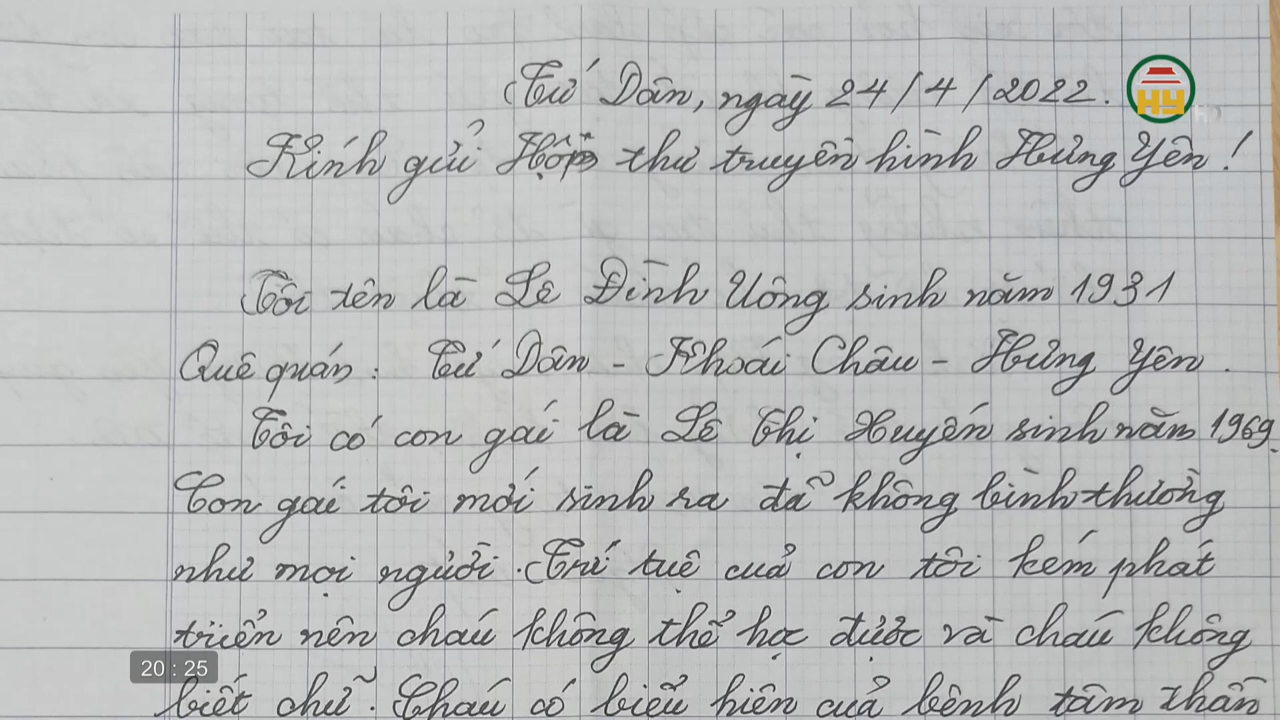 Tứ Dân, ngày 24/4/2022.
HY
Kính gửi Hộp thư truyền hình Hưng Yên!
Tôi tên là Lê Đình Uông sinh năm 1931
Quê quán: Tứ Dân - Khoái Châu - Hưng Yên.
Tôi có con gái là Lê Thị Huyến sinh năm 1969.
Con gái tôi mới sinh ra đã không bình thường
như mọi người. Trí tuệ của con tôi kém phát
triển nên cháu không thể học được và cháu không
20:25
biết chữ. Cháu có biểu hiện của bệnh tâm thần